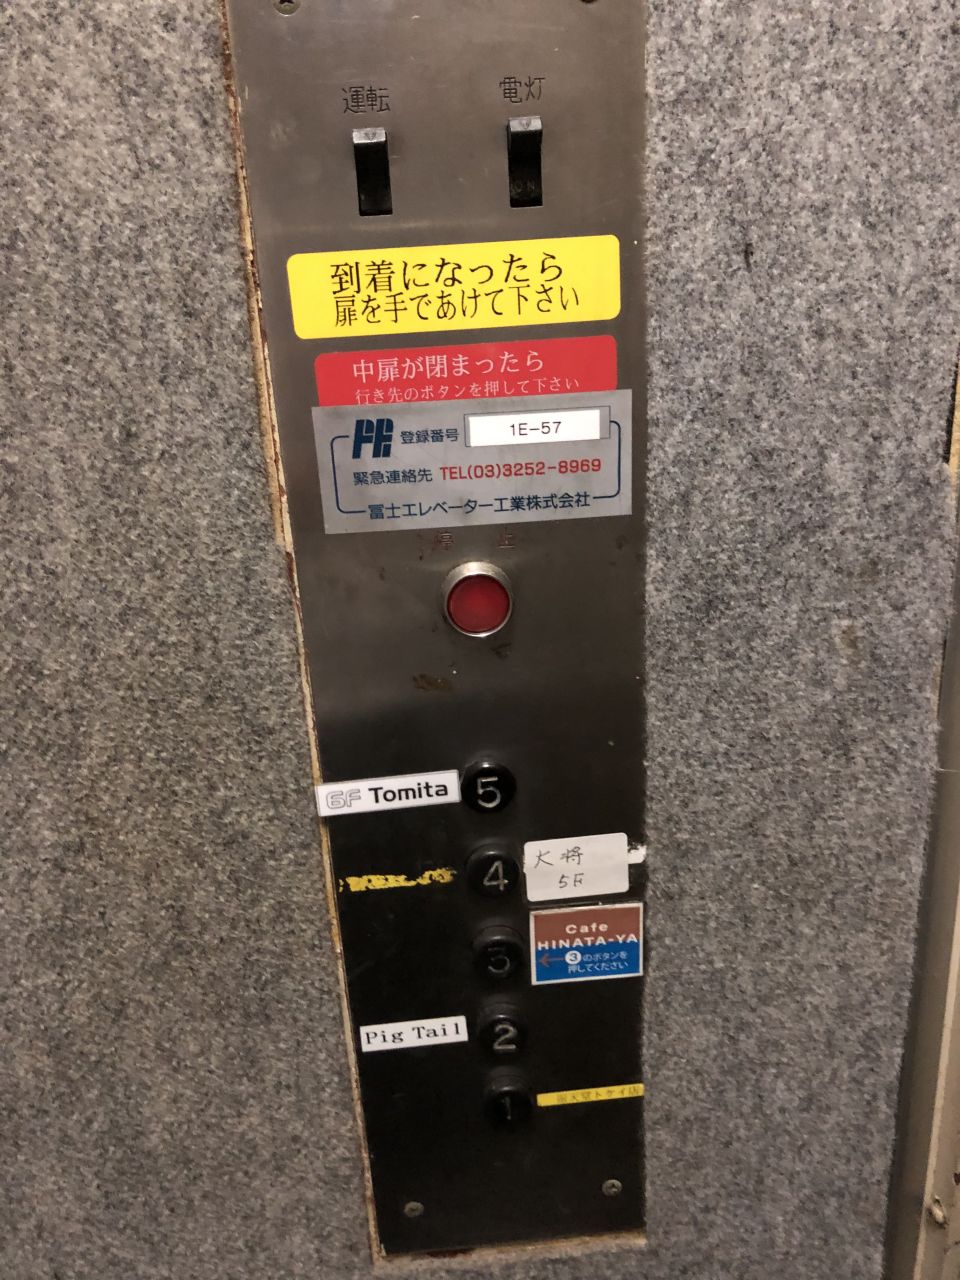 運転 電灯
ON
到着になったら
扉を手であけて下さい
中扉が閉まったら
行き先のボタンを押して下さい
登録番号 1E-57
緊急連絡先 TEL(03)3252-8969
冨士エレベーター工業株式会社
停 止
6F Tomita 5
4 大将
5F
3 Cafe
HINATA-YA
←3のボタンを
押してください
Pig Tail 2
1